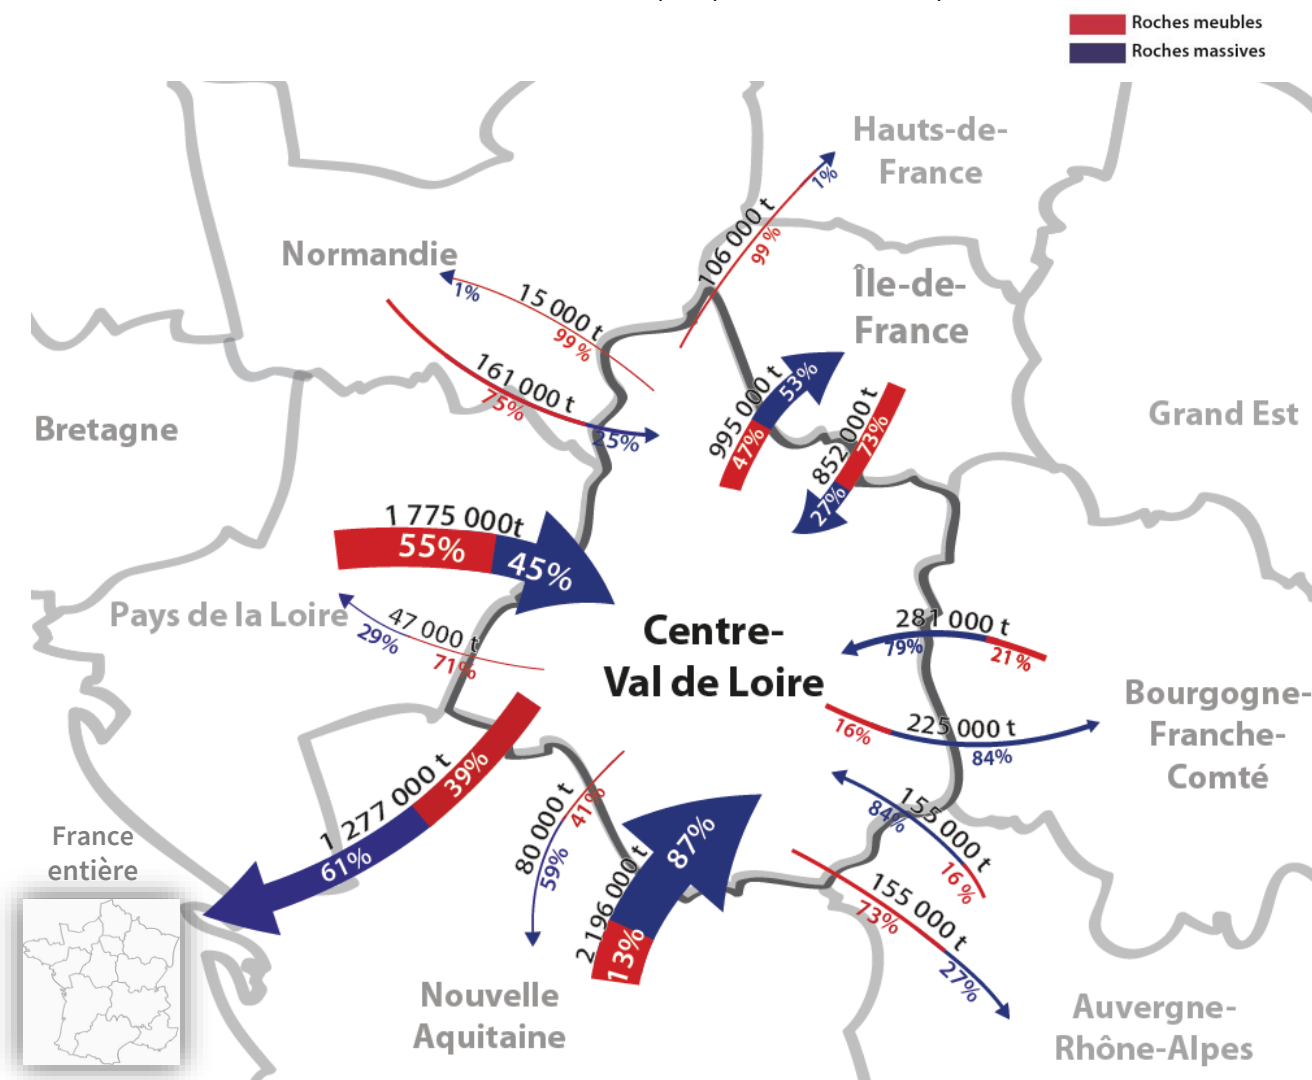 Roches meubles
Roches massives
Hauts-de-
France
1%
106 000 t
99 %
Normandie
1%
15 000 t
99 %
Île-de-
France
161 000 t
75%
25%
995 000 t
53%
47%
852 000 t
73%
27%
Grand Est
Bretagne
1 775 000t
55%
45%
Pays de la Loire
47 000 t
29%
71%
Centre-
Val de Loire
281 000 t
79%
21 %
Bourgogne-
Franche-
Comté
225 000 t
16%
84%
1 277 000 t
39%
61%
80 000 t
41%
59%
2 196 000 t
87%
13%
155 000 t
84%
16 %
155 000 t
73%
27%
France
entière
Nouvelle
Aquitaine
Auvergne-
Rhône-Alpes